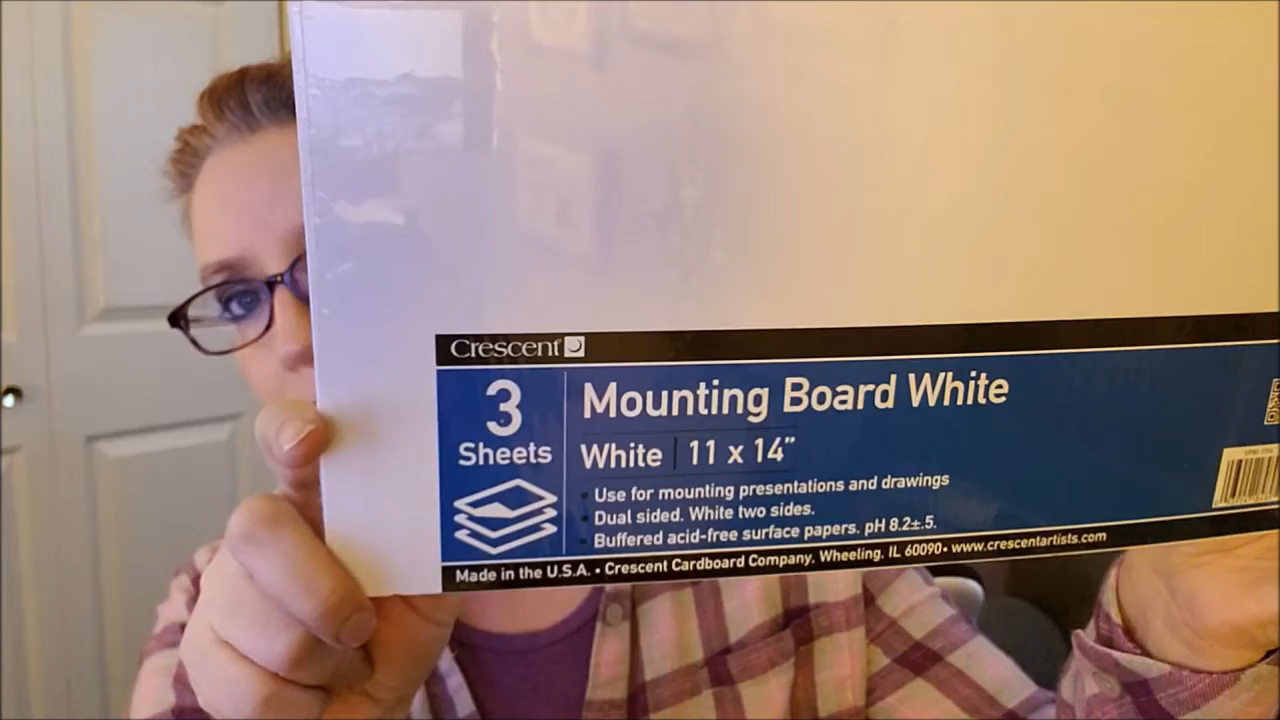 Crescent
3
Sheets
Mounting Board White
White | 11 x 14”
• Use for mounting presentations and drawings
• Dual sided. White two sides.
• Buffered acid-free surface papers. pH 8.2±.5.
Made in the U.S.A. • Crescent Cardboard Company, Wheeling, IL 60090• www.crescentartists.com